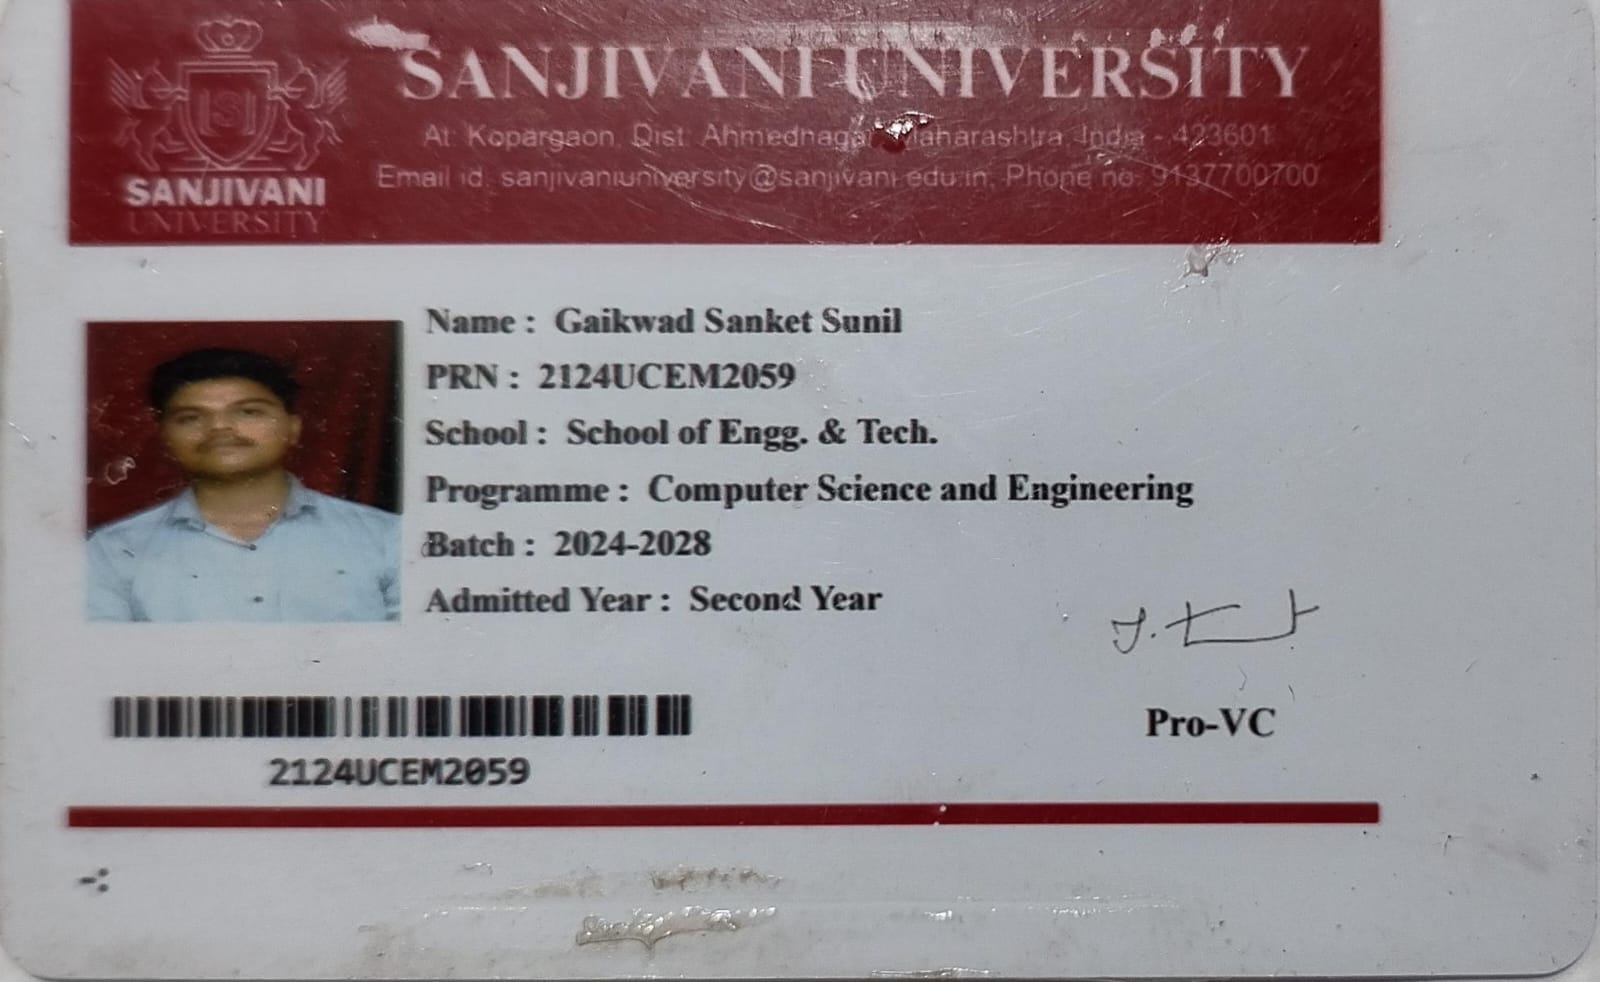 SANJIVANI UNIVERSITY
At: Kopargaon, Dist: Ahmednagar, Maharashtra, India - 423601
Email id: sanjivaniuniversity@sanjivani.edu.in, Phone no- 9137700700
SANJIVANI
UNIVERSITY
Name : Gaikwad Sanket Sunil
PRN : 2124UCEM2059
School : School of Engg. & Tech.
Programme : Computer Science and Engineering
Batch : 2024-2028
Admitted Year : Second Year
Pro-VC
2124UCEM2059